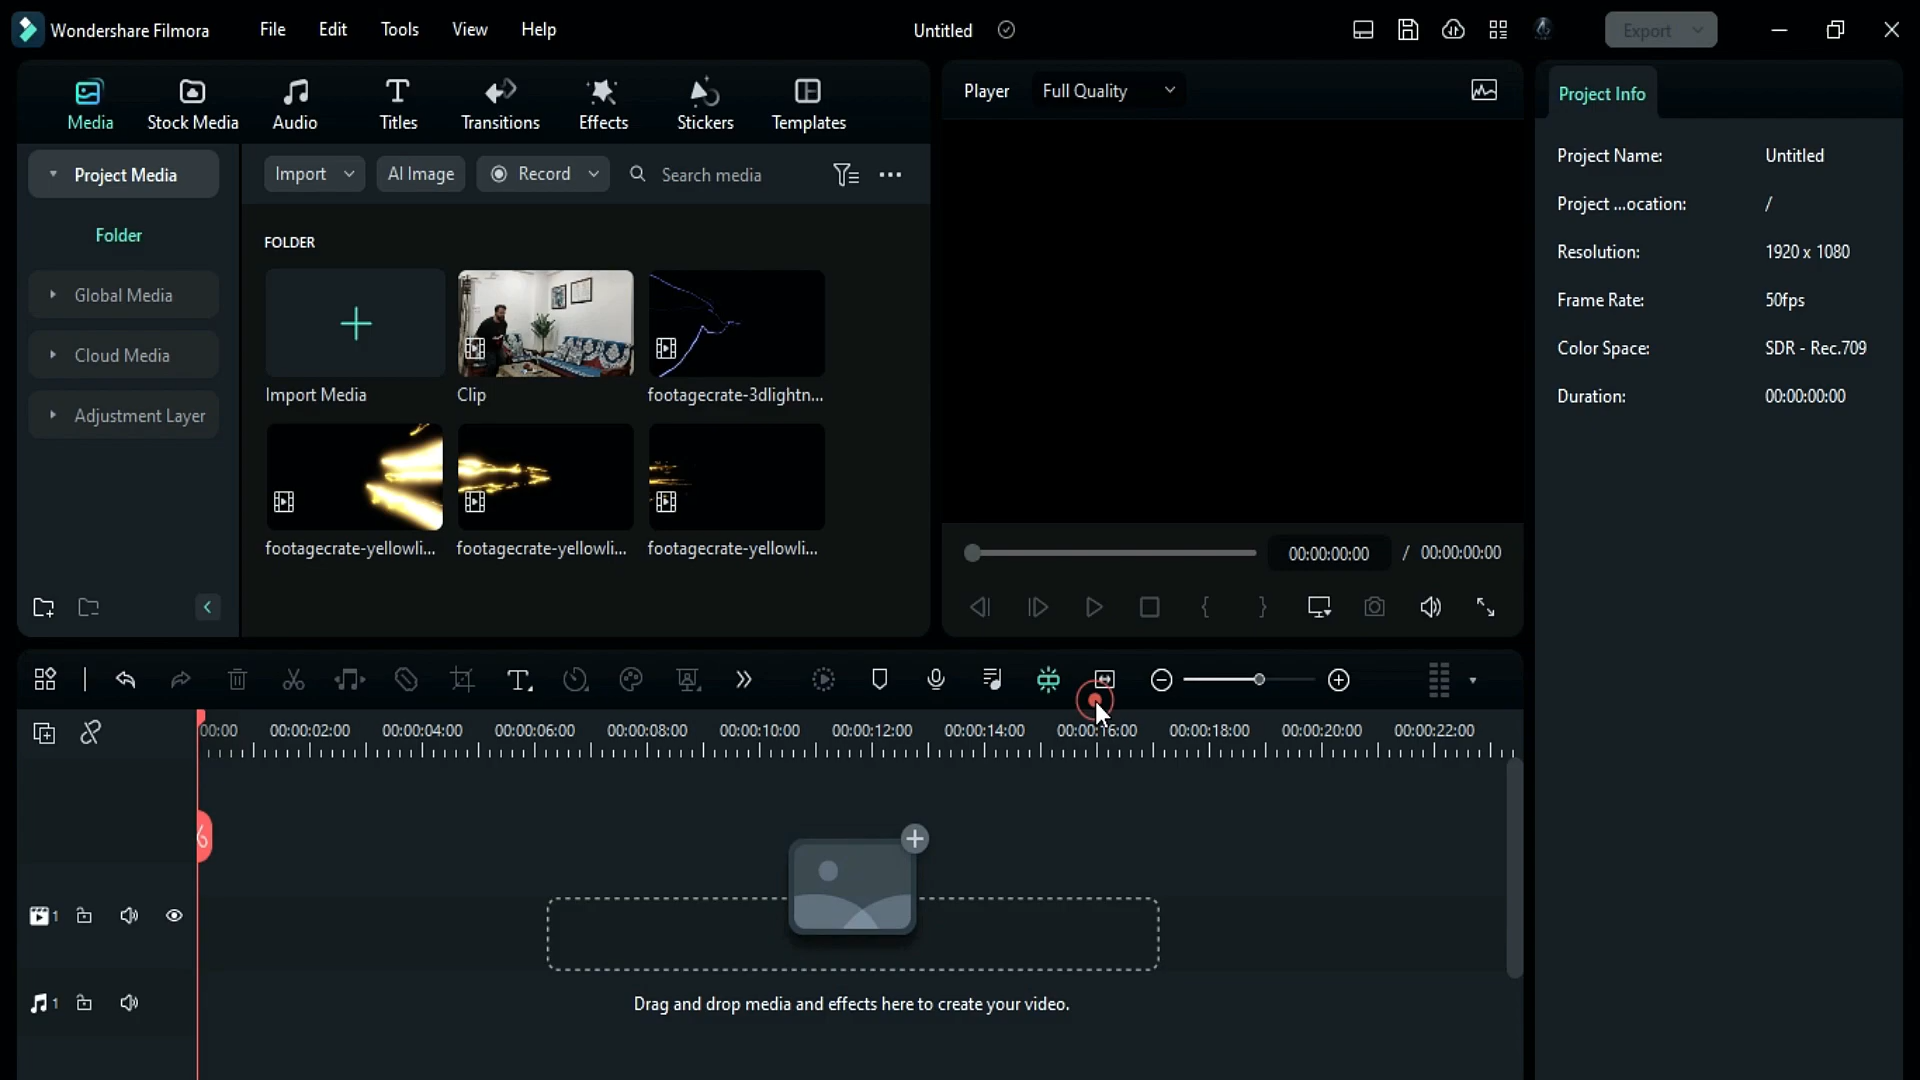 Wondershare Filmora File Edit Tools View Help Untitled Export
Media Stock Media Audio Titles Transitions Effects Stickers Templates
Player Full Quality
Project Info
Project Media
Folder
Global Media
Cloud Media
Adjustment Layer
Import AI Image Record Search media
FOLDER
Import Media Clip footagecrate-3dlightn...
footagecrate-yellowli... footagecrate-yellowli... footagecrate-yellowli...
00:00:00:00 / 00:00:00:00
Project Name: Untitled
Project ...ocation: /
Resolution: 1920 x 1080
Frame Rate: 50fps
Color Space: SDR - Rec.709
Duration: 00:00:00:00
00:00 00:00:02:00 00:00:04:00 00:00:06:00 00:00:08:00 00:00:10:00 00:00:12:00 00:00:14:00 00:00:16:00 00:00:18:00 00:00:20:00 00:00:22:00
1
1
Drag and drop media and effects here to create your video.